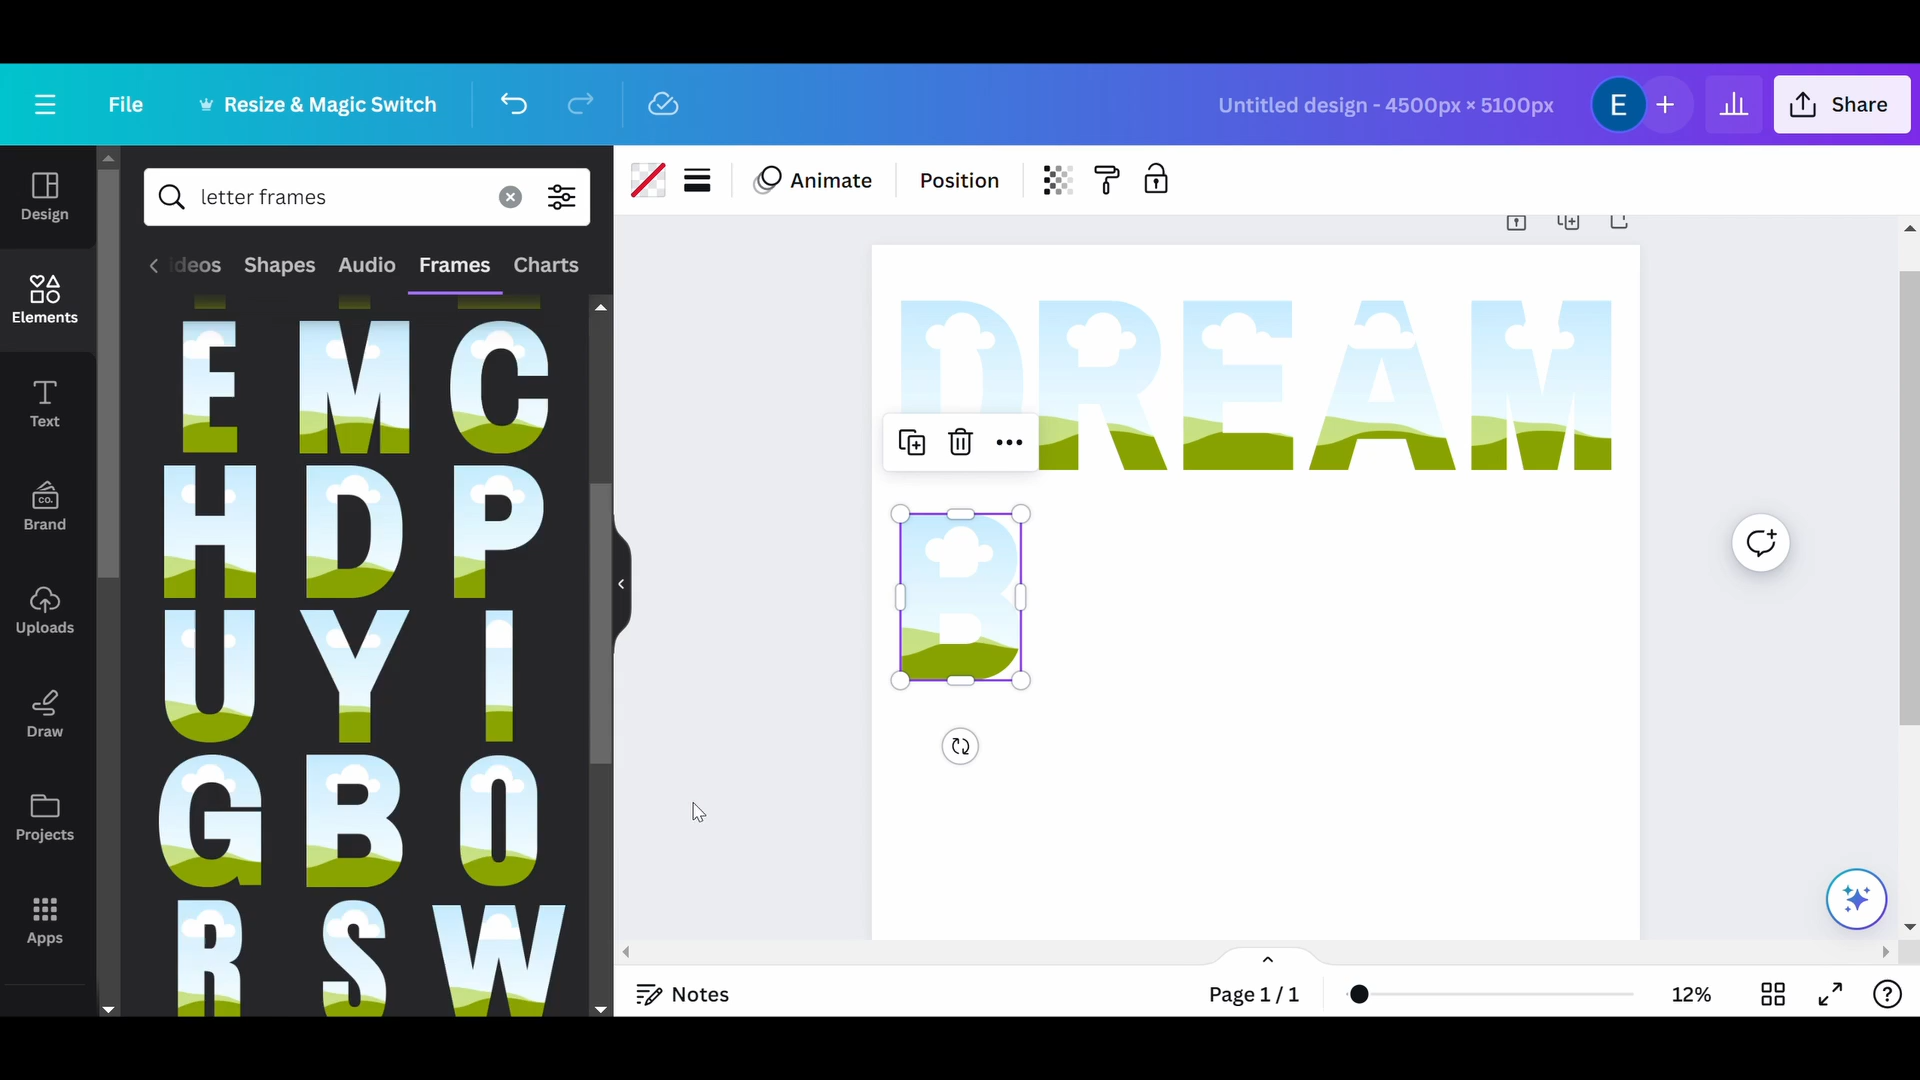 File
Resize & Magic Switch
Untitled design - 4500px × 5100px
E
Share
Design
Elements
Text
Brand
CO.
Uploads
Draw
Projects
Apps
letter frames
ideos
Shapes
Audio
Frames
Charts
E M C
H D P
U Y I
G B O
R S W
Animate
Position
DREAM
B
Notes
Page 1 / 1
12%